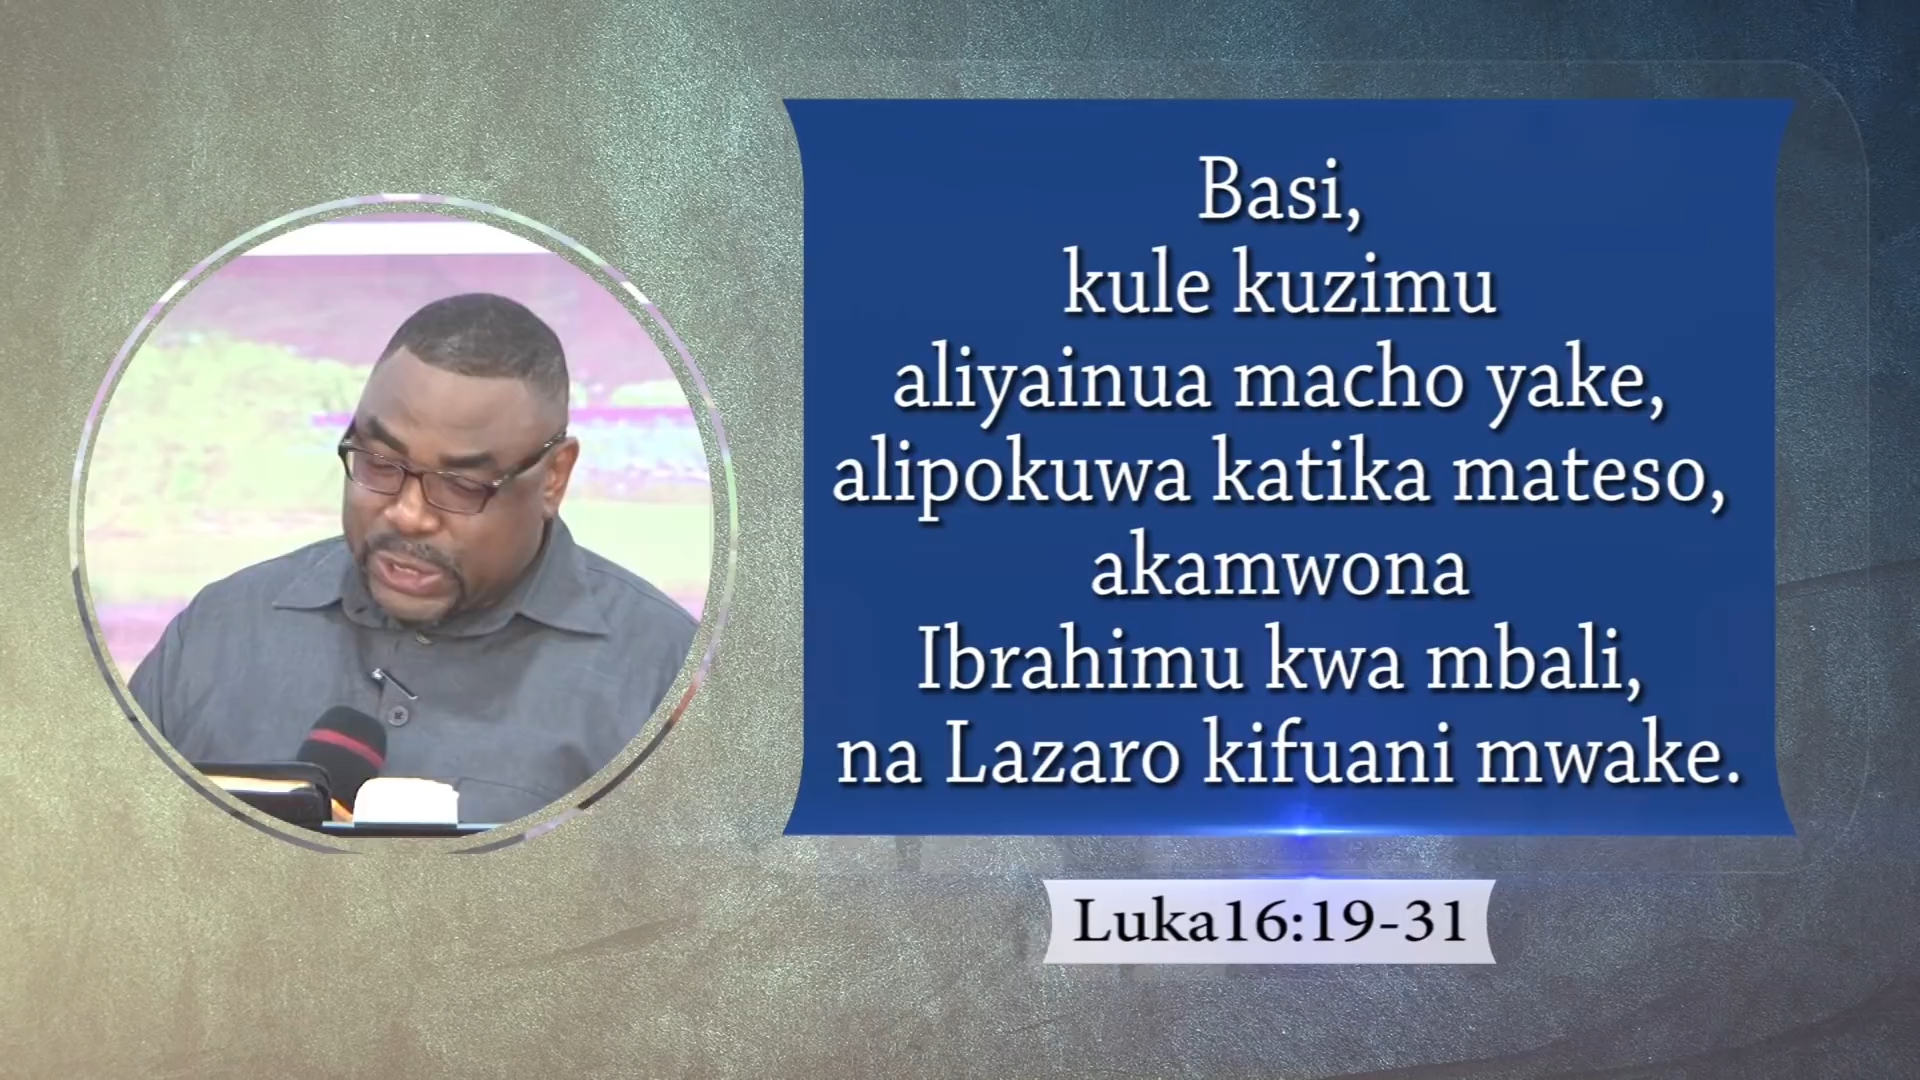 Basi,
kule kuzimu
aliyainua macho yake,
alipokuwa katika mateso,
akamwona
Ibrahimu kwa mbali,
na Lazaro kifuani mwake.
Luka16:19-31